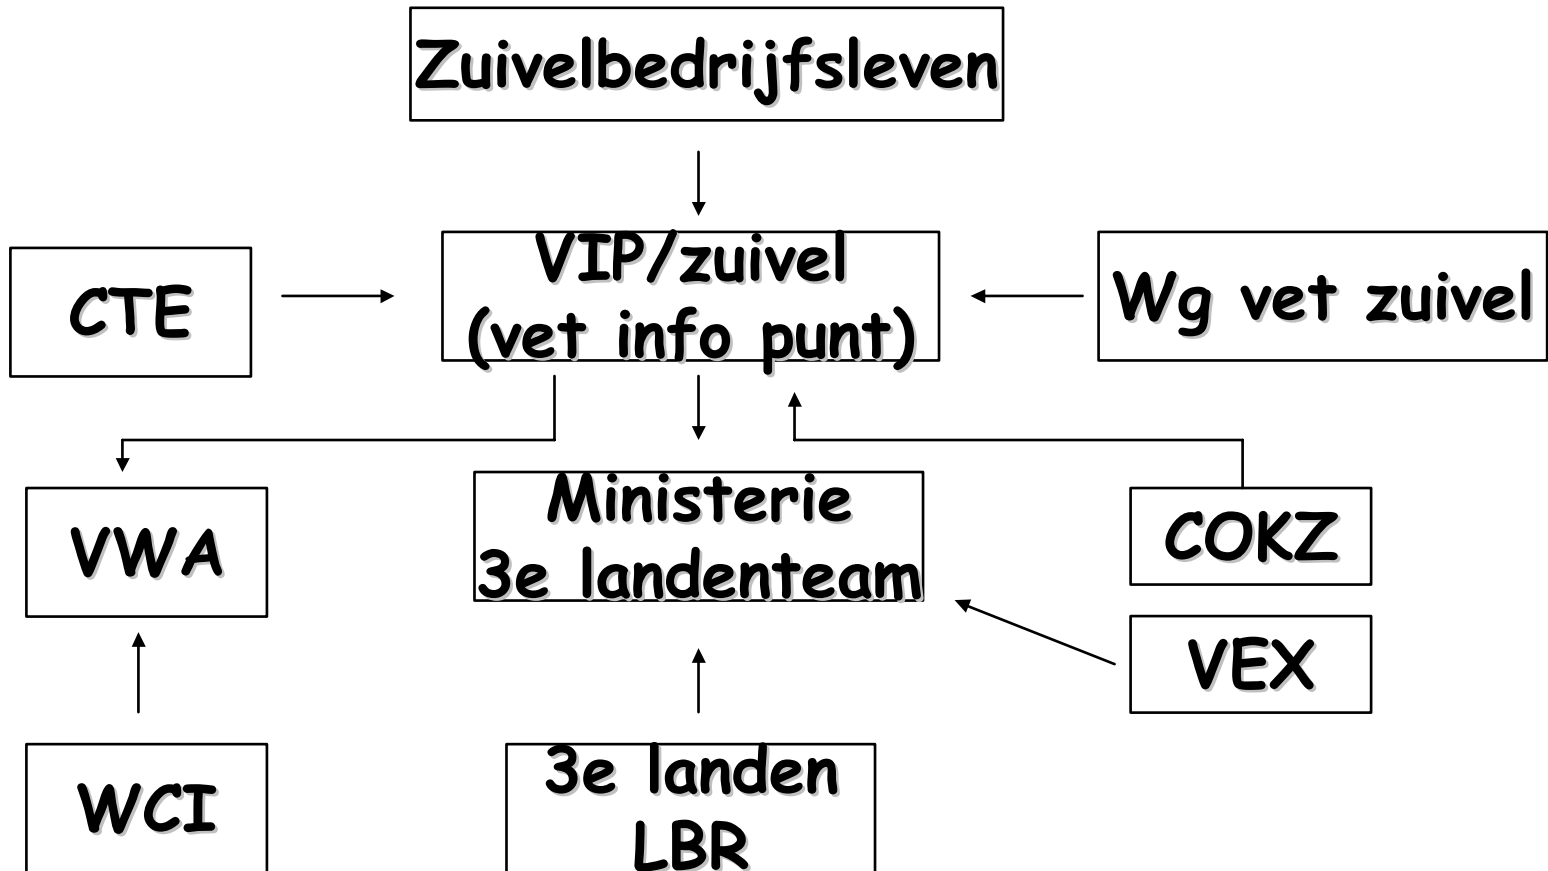 Zuivelbedrijfsleven
CTE
VIP/zuivel
(vet info punt)
Wg vet zuivel
VWA
Ministerie
3e landenteam
COKZ
VEX
WCI
3e landen
LBR